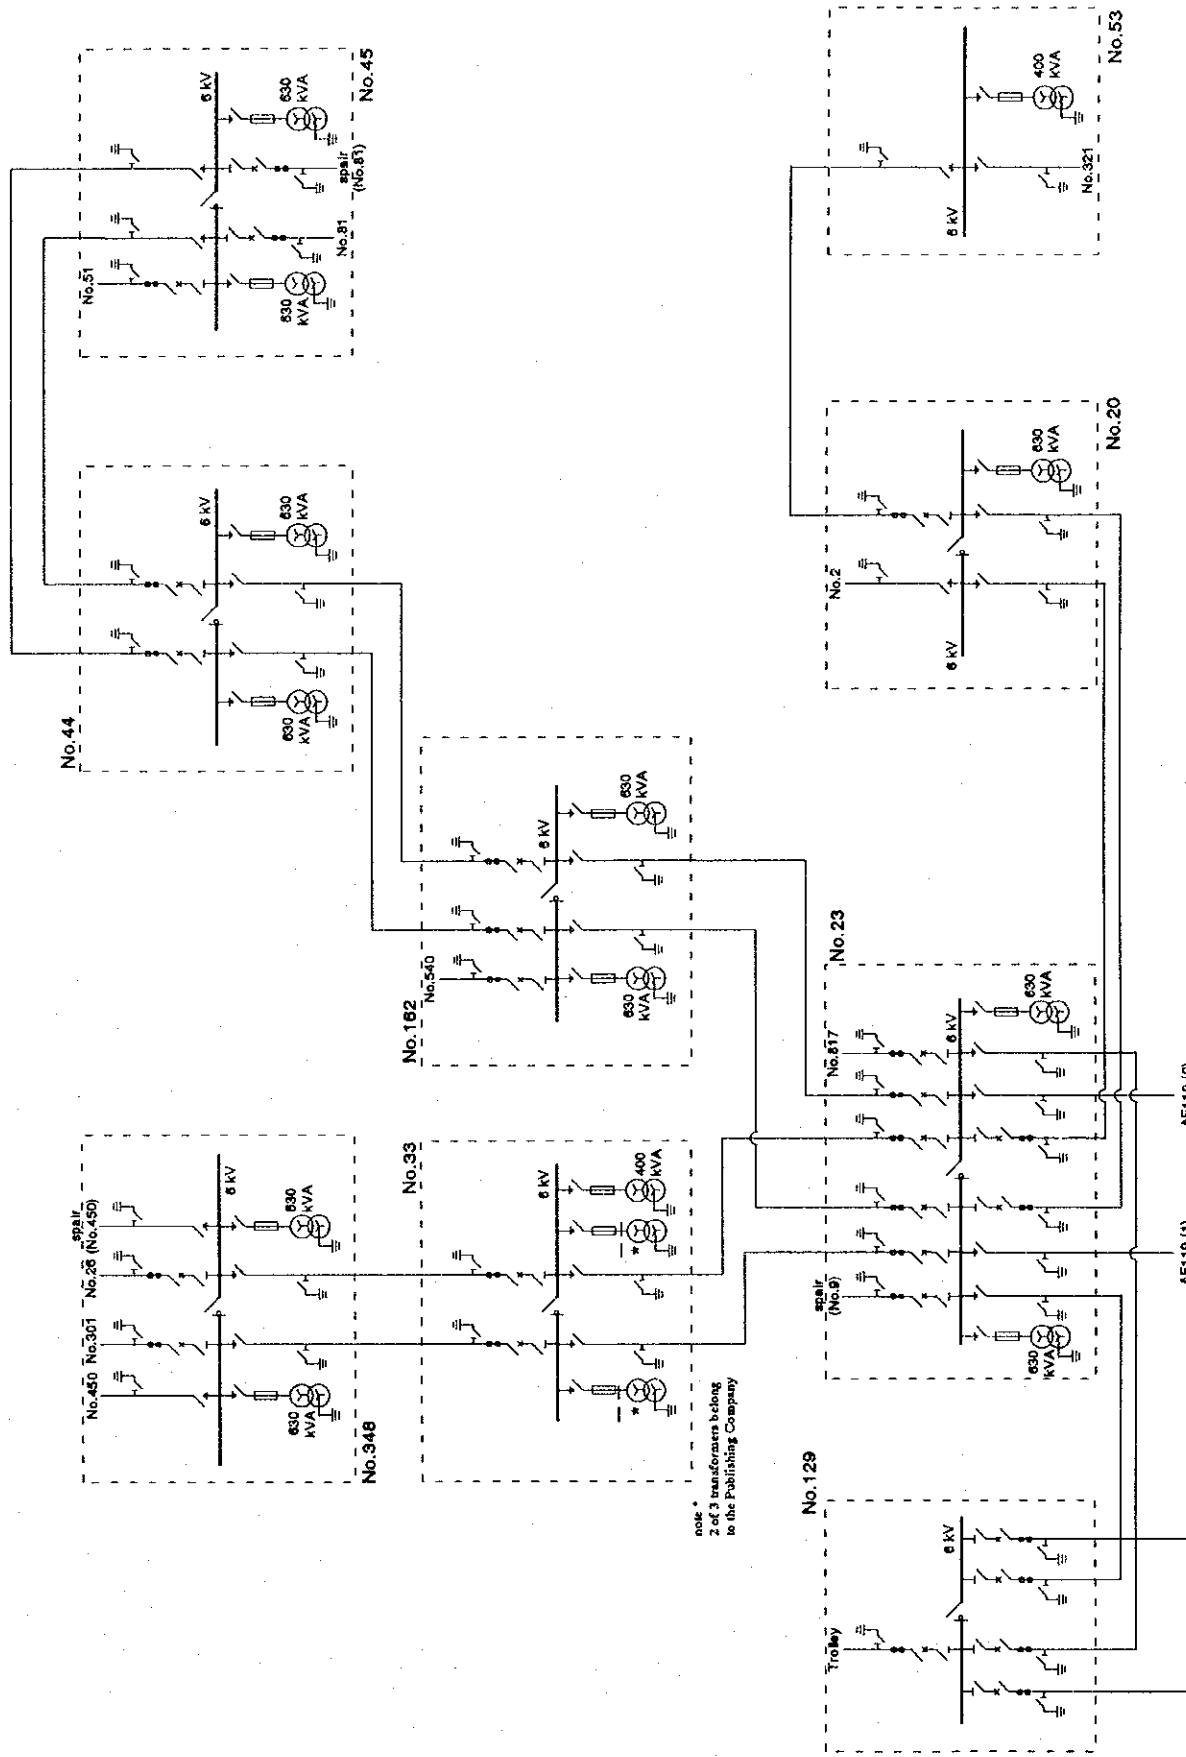 No.45
6 kV
630
kVA
spair
(No.81)
No.81
No.51
630
kVA
No.53
400
kVA
6 kV
No.321
No.44
6 kV
630
kVA
630
kVA
No.20
630
kVA
No.2
6 kV
No.162
6 kV
630
kVA
No.540
630
kVA
No.23
No.817
6 kV
630
kVA
spair
(No.9)
630
kVA
AF110 (1)
No.348
spair
(No.450)
No.26
No.301
No.450
6 kV
630
kVA
630
kVA
No.33
6 kV
400
kVA
*
*
note *
2 of 3 transformers belong
to the Publishing Company
No.129
Trolley
6 kV